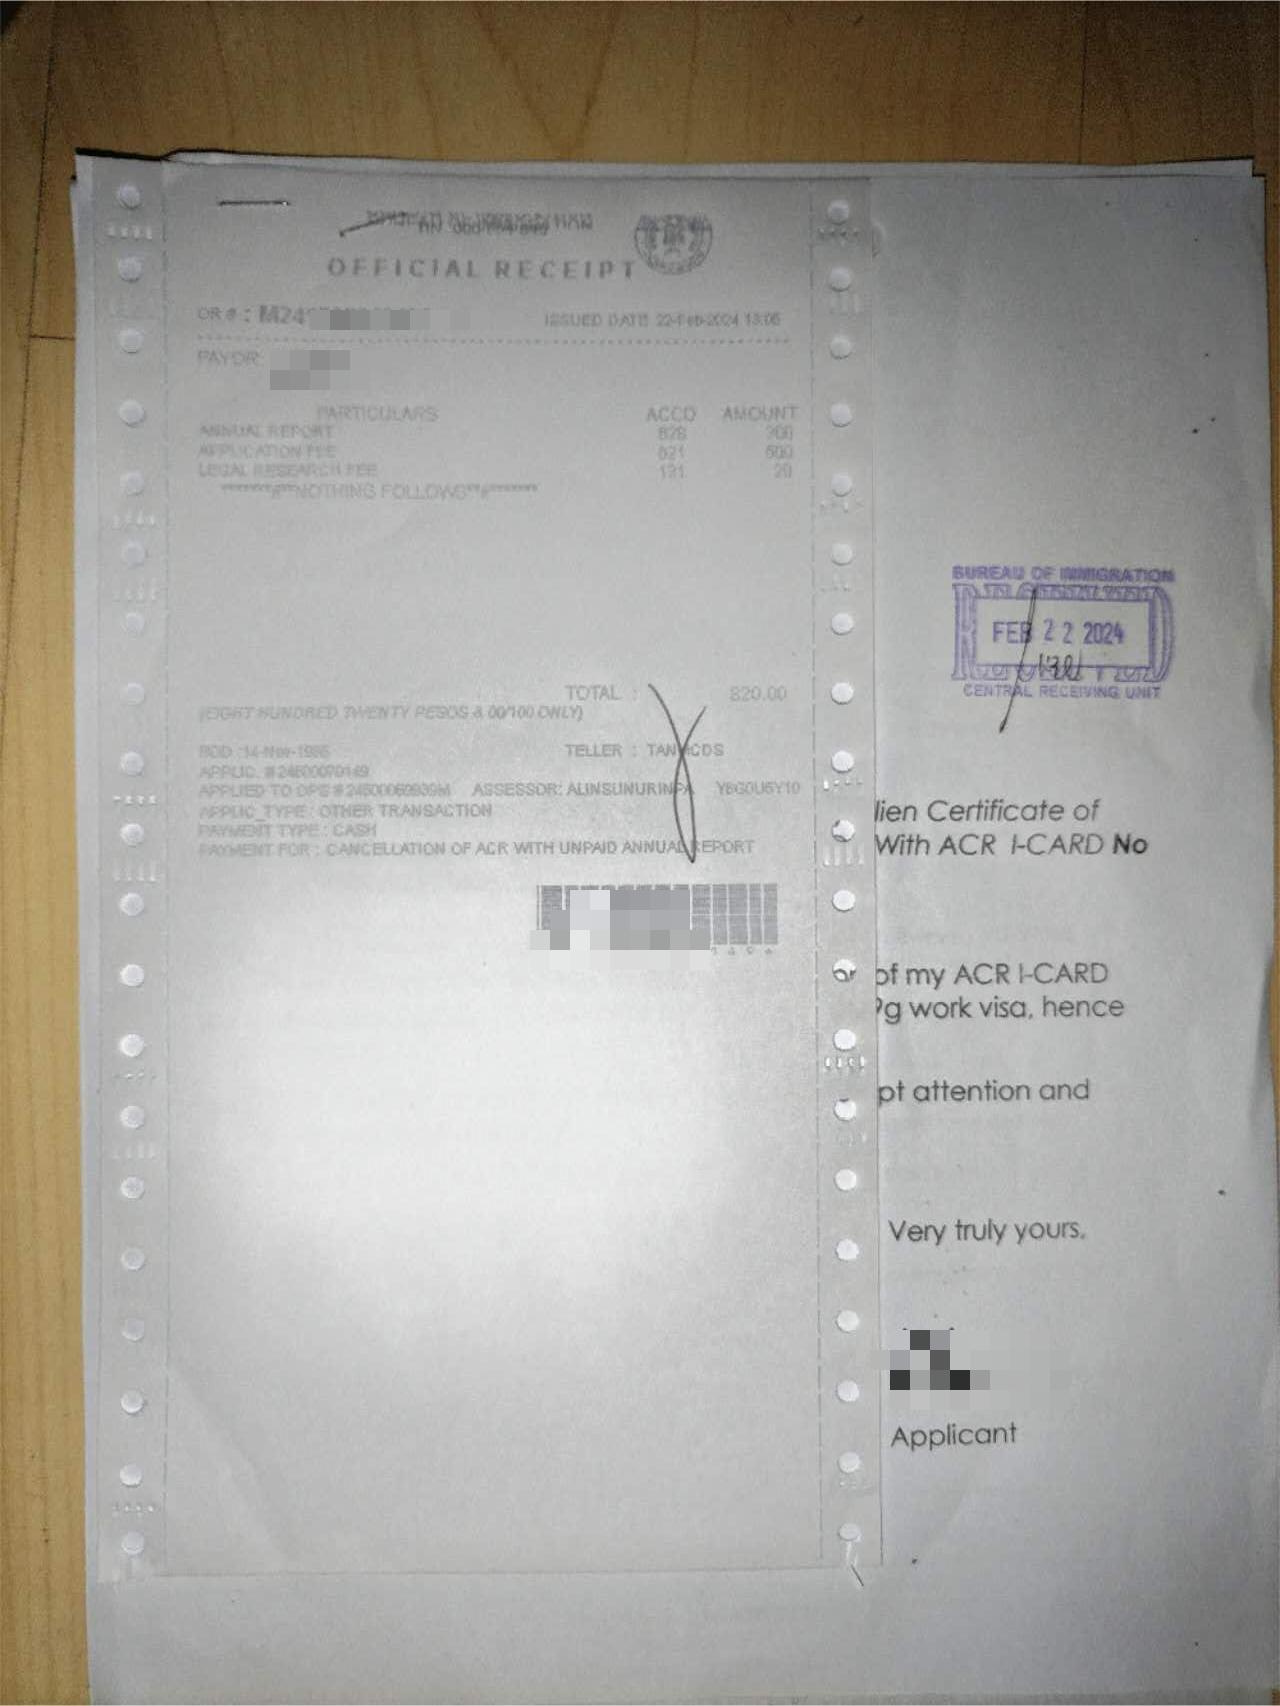 OFFICIAL RECEIPT
OR # : M24
ISSUED DATE 22-Feb-2024 13:05
PAYOR:
PARTICULARS ACCO AMOUNT
ANNUAL REPORT 828 300
APPLICATION FEE 821 500
LEGAL RESEARCH FEE 131 20
NOTHING FOLLOWS
TOTAL : 820.00
(EIGHT HUNDRED TWENTY PESOS & 00/100 ONLY)
BOD :14-Nov-1986 TELLER :
APPLIC. #
APPLIED TO OPS # ASSESSOR:
APPLIC_TYPE : OTHER TRANSACTION
PAYMENT TYPE : CASH
PAYMENT FOR : CANCELLATION OF ACR WITH UNPAID ANNUAL REPORT
BUREAU OF IMMIGRATION
FEB 22 2024
CENTRAL RECEIVING UNIT
lien Certificate of
With ACR I-CARD No
of my ACR I-CARD
9g work visa, hence
pt attention and
Very truly yours,
Applicant